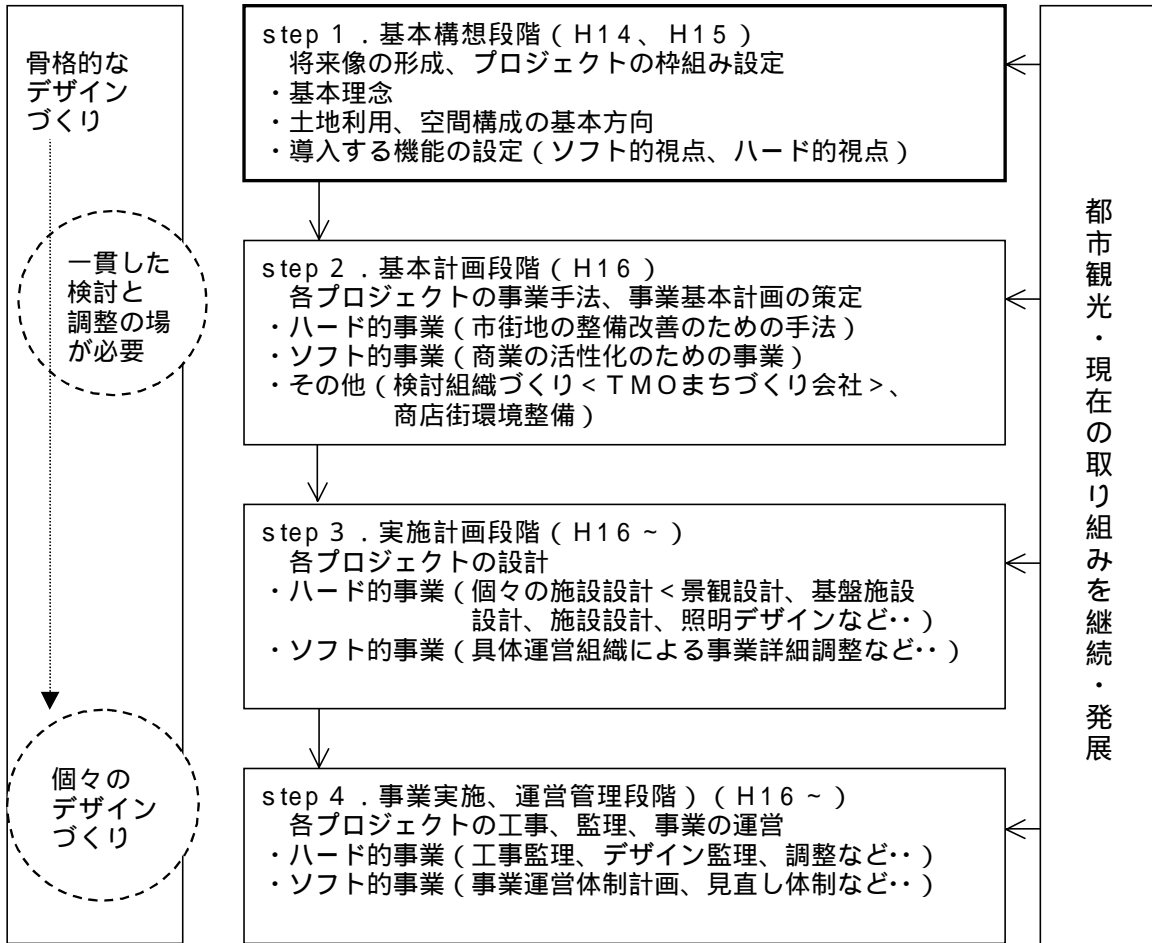 骨格的な
デザイン
づくり
一貫した
検討と
調整の場
が必要
個々の
デザイン
づくり
step１．基本構想段階（H14、H15）
将来像の形成、プロジェクトの枠組み設定
・基本理念
・土地利用、空間構成の基本方向
・導入する機能の設定（ソフト的視点、ハード的視点）
step２．基本計画段階（H16）
各プロジェクトの事業手法、事業基本計画の策定
・ハード的事業（市街地の整備改善のための手法）
・ソフト的事業（商業の活性化のための事業）
・その他（検討組織づくり＜TMOまちづくり会社＞、
商店街環境整備）
step３．実施計画段階（H16～）
各プロジェクトの設計
・ハード的事業（個々の施設設計＜景観設計、基盤施設
設計、施設設計、照明デザインなど・・）
・ソフト的事業（具体運営組織による事業詳細調整など・・）
step４．事業実施、運営管理段階）（H16～）
各プロジェクトの工事、監理、事業の運営
・ハード的事業（工事監理、デザイン監理、調整など・・）
・ソフト的事業（事業運営体制計画、見直し体制など・・）
都市観光・現在の取り組みを継続・発展